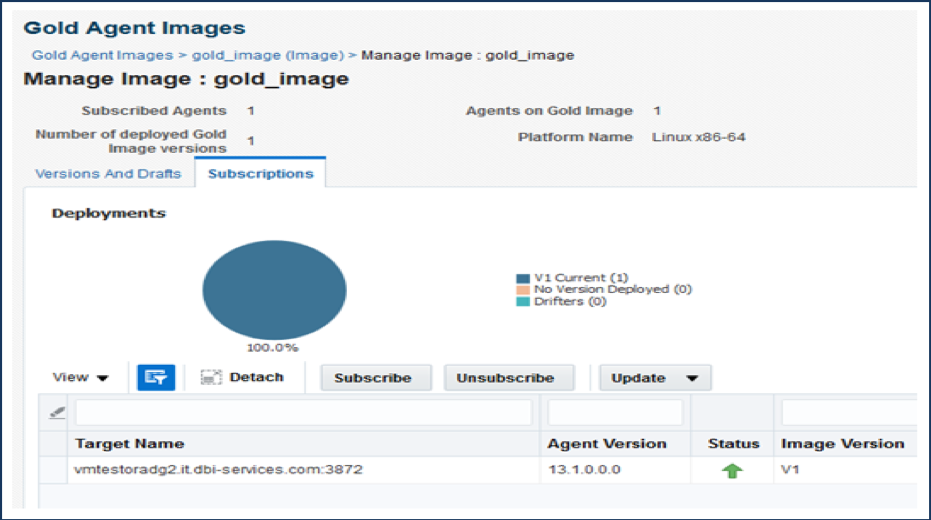 Gold Agent Images
Gold Agent Images > gold_image (Image) > Manage Image : gold_image
Manage Image : gold_image
Subscribed Agents 1 Agents on Gold Image 1
Number of deployed Gold
Image versions 1 Platform Name Linux x86-64
Versions And Drafts Subscriptions
Deployments
V1 Current (1)
No Version Deployed (0)
Drifters (0)
100.0%
View Detach Subscribe Unsubscribe Update
Target Name Agent Version Status Image Version
vmtestoradg2.it.dbi-services.com:3872 13.1.0.0.0 V1